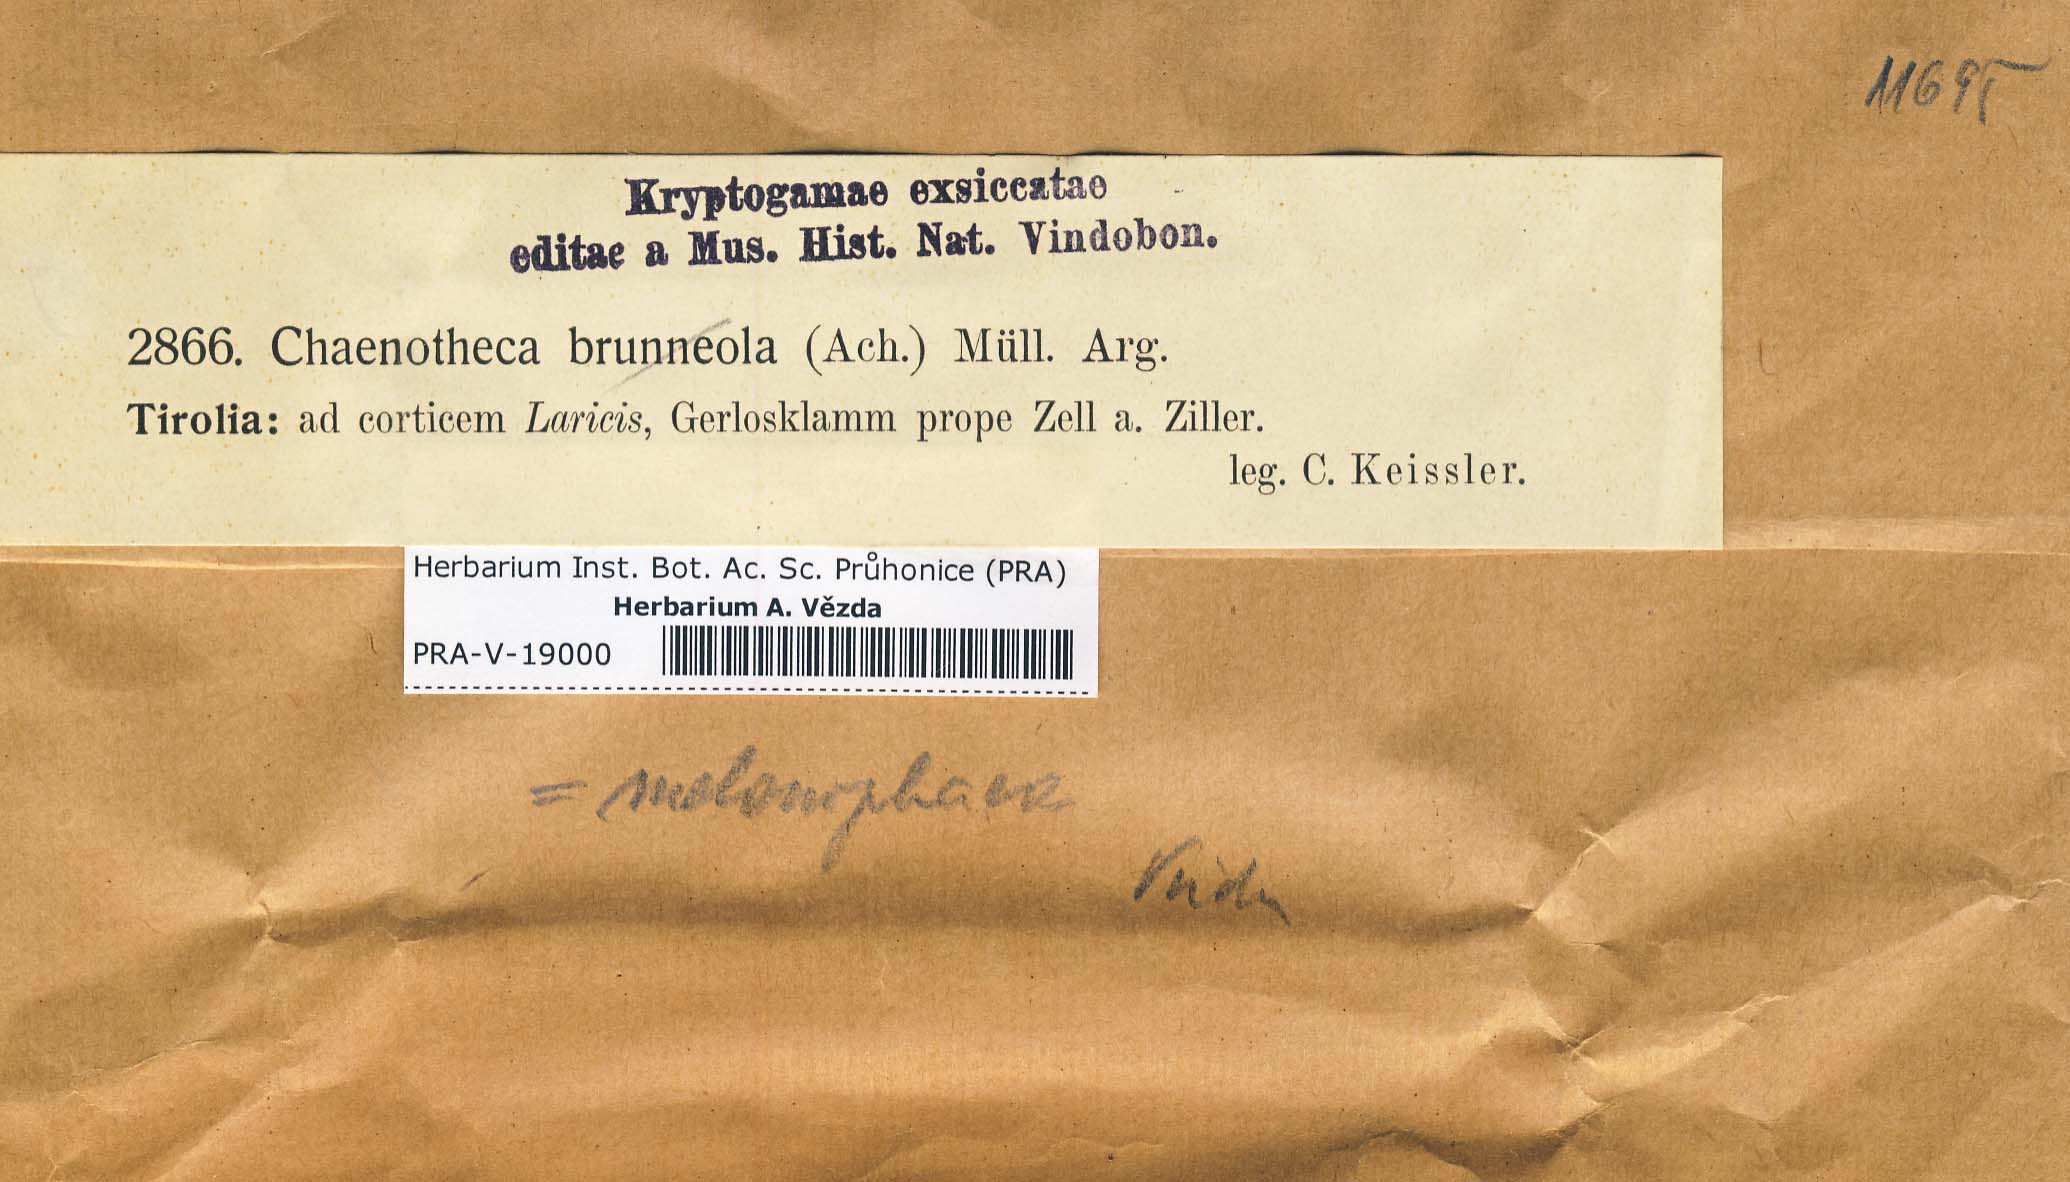 11695
Kryptogamae exsiccatae
editae a Mus. Hist. Nat. Vindobon.
2866. Chaenotheca brunneola (Ach.) Müll. Arg.
Tirolia: ad corticem Laricis, Gerlosklamm prope Zell a. Ziller.
leg. C. Keissler.
Herbarium Inst. Bot. Ac. Sc. Průhonice (PRA)
Herbarium A. Vězda
PRA-V-19000
= melanophaea